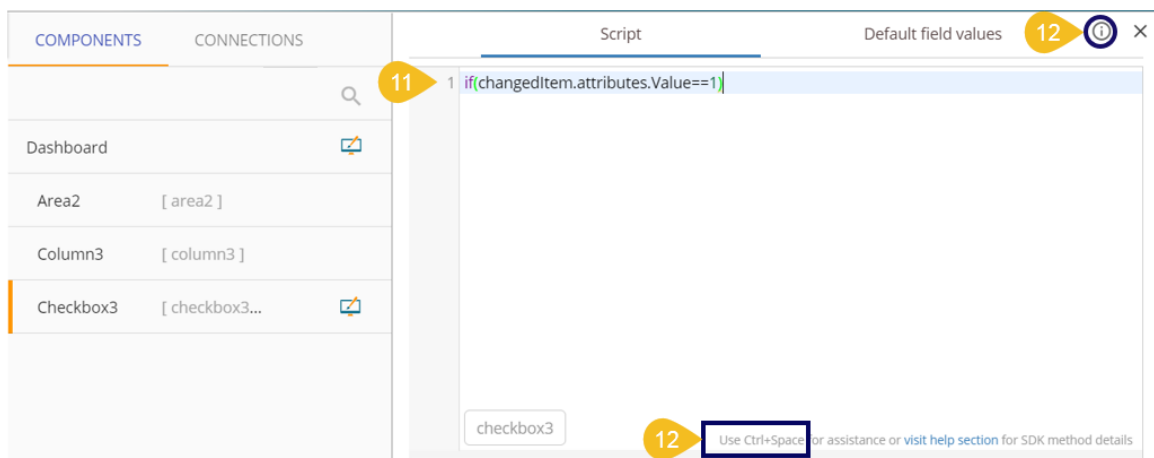 COMPONENTS
CONNECTIONS
Script
Default field values
12
11
1 if(changedItem.attributes.Value==1)
Dashboard
Area2 [ area2 ]
Column3 [ column3 ]
Checkbox3 [ checkbox3...
checkbox3
12
Use Ctrl+Space for assistance or visit help section for SDK method details